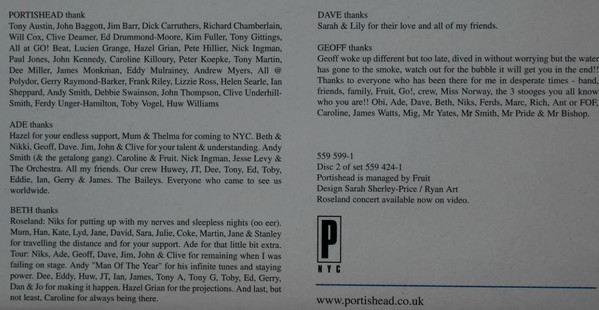 PORTISHEAD thank
Tony Austin, John Baggott, Jim Barr, Dick Carruthers, Richard Chamberlain,
Will Cox, Clive Deamer, Ed Drummond-Moore, Kim Fuller, Tony Gittings,
All at GO! Beat, Lucien Grange, Hazel Grian, Pete Hillier, Nick Ingman,
Paul Jones, John Kennedy, Caroline Killoury, Peter Koepke, Tony Martin,
Dee Miller, James Monkman, Eddy Mulrainey, Andrew Myers, All @
Polydor, Gerry Raymond-Barker, Frank Riley, Lizzie Ross, Helen Searle, Ian
Sheppard, Andy Smith, Debbie Swainson, John Thompson, Clive Underhill-
Smith, Ferdy Unger-Hamilton, Toby Vogel, Huw Williams
ADE thanks
Hazel for your endless support, Mum & Thelma for coming to NYC. Beth &
Nikki, Geoff, Dave. Jim, John & Clive for your talent & understanding. Andy
Smith (& the getalong gang). Caroline & Fruit. Nick Ingman, Jesse Levy &
The Orchestra. All my friends. Our crew Huwey, JT, Dee, Tony, Ed, Toby,
Eddie, Ian, Gerry & James. The Baileys. Everyone who came to see us
worldwide.
BETH thanks
Roseland: Niks for putting up with my nerves and sleepless nights (oo eer).
Mum, Han, Kate, Lyd, Jane, David, Sara, Julie, Coke, Martin, Jane & Stanley
for travelling the distance and for your support. Ade for that little bit extra.
Tour: Niks, Ade, Geoff, Dave, Jim, John & Clive for remaining when I was
failing on stage. Andy "Man Of The Year" for his infinite tunes and staying
power. Dee, Eddy, Huw, JT, Ian, James, Tony A, Tony G, Toby, Ed, Gerry,
Dan & Jo for making it happen. Hazel Grian for the projections. And last, but
not least, Caroline for always being there.
DAVE thanks
Sarah & Lily for their love and all of my friends.
GEOFF thanks
Geoff woke up different but too late, dived in without worrying but the water
has gone to the smoke, watch out for the bubble it will get you in the end!!
Thanks to everyone who has been there for me in desperate times - band,
friends, family, Fruit, Go!, crew, Miss Norway, the 3 stooges you all know
who you are!! Obi, Ade, Dave, Beth, Niks, Ferds, Marc, Rich, Ant or FOF,
Caroline, James Watts, Mig, Mr Yates, Mr Smith, Mr Pride & Mr Bishop.
559 599-1
Disc 2 of set 559 424-1
Portishead is managed by Fruit
Design Sarah Sherley-Price / Ryan Art
Roseland concert available now on video.
P
NYC
www.portishead.co.uk